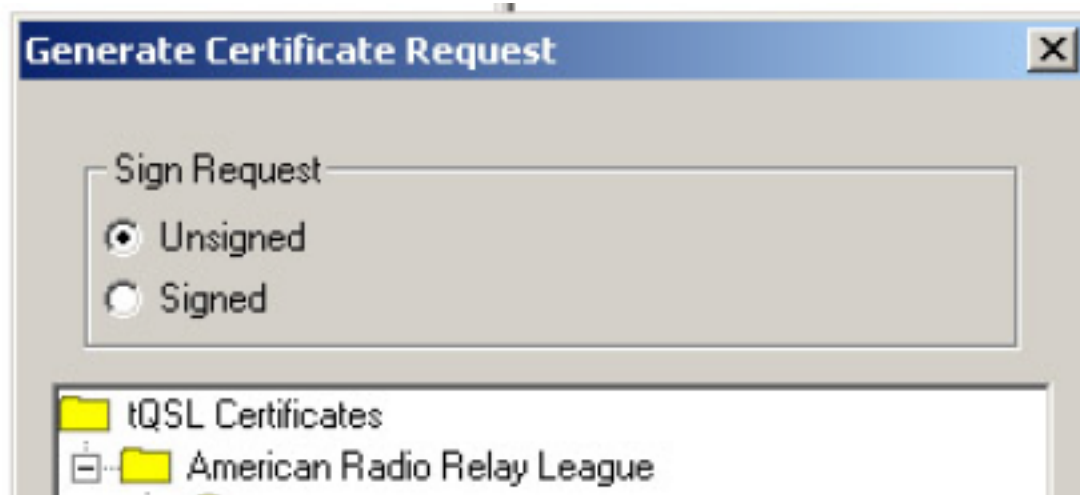 Generate Certificate Request
Sign Request
Unsigned
Signed
tQSL Certificates
American Radio Relay League